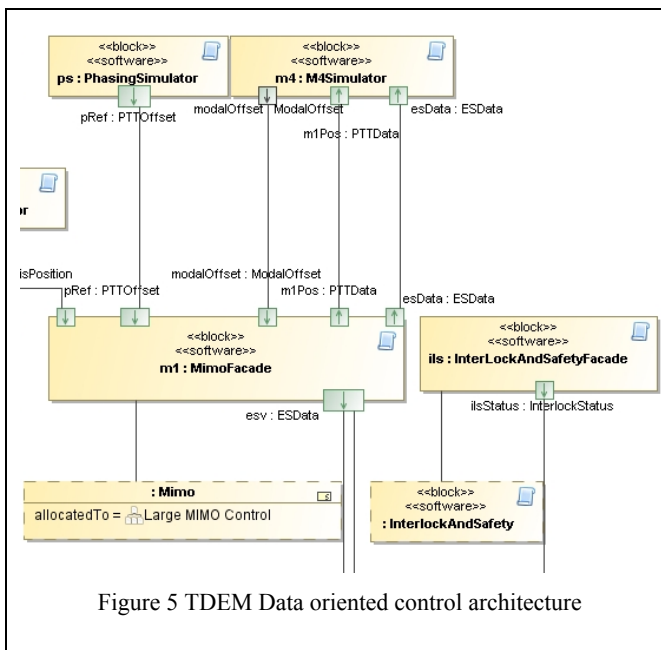 <<block>>
<<software>>
ps : PhasingSimulator
<<block>>
<<software>>
m4 : M4Simulator
pRef : PTTOffset
modalOffset : ModalOffset
esData : ESData
m1Pos : PTTData
or
isPosition
pRef : PTTOffset
modalOffset : ModalOffset
m1Pos : PTTData
esData : ESData
<<block>>
<<software>>
m1 : MimoFacade
<<block>>
<<software>>
ils : InterLockAndSafetyFacade
esv : ESData
ilsStatus : InterlockStatus
: Mimo
allocatedTo = Large MIMO Control
<<block>>
<<software>>
: InterlockAndSafety
Figure 5 TDEM Data oriented control architecture